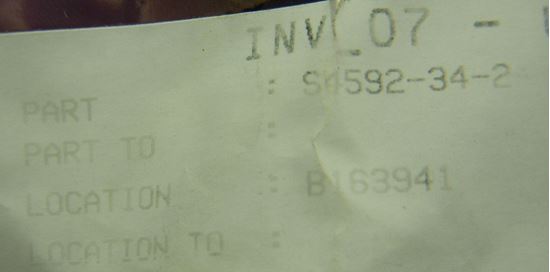 INV_07 -
PART : S4592-34-2
PART TO :
LOCATION : B163941
LOCATION TO :